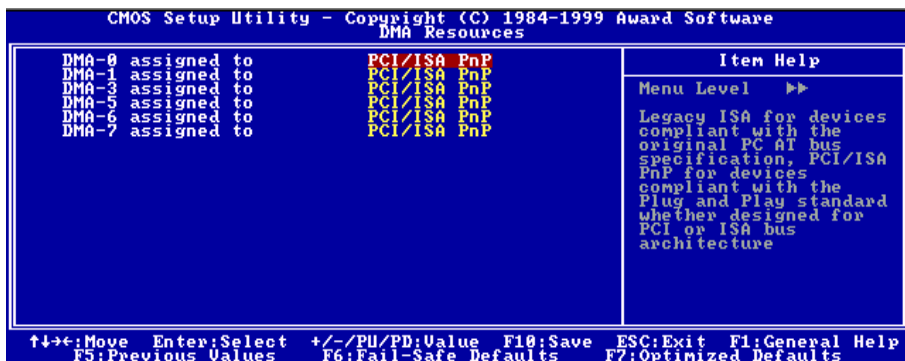 CMOS Setup Utility - Copyright (C) 1984-1999 Award Software
DMA Resources
DMA-0 assigned to PCI/ISA PnP
DMA-1 assigned to PCI/ISA PnP
DMA-3 assigned to PCI/ISA PnP
DMA-5 assigned to PCI/ISA PnP
DMA-6 assigned to PCI/ISA PnP
DMA-7 assigned to PCI/ISA PnP
Item Help
Menu Level ►►
Legacy ISA for devices
compliant with the
original PC AT bus
specification, PCI/ISA
PnP for devices
compliant with the
Plug and Play standard
whether designed for
PCI or ISA bus
architecture
↑↓→←:Move Enter:Select +/-/PU/PD:Value F10:Save ESC:Exit F1:General Help
F5:Previous Values F6:Fail-Safe Defaults F7:Optimized Defaults